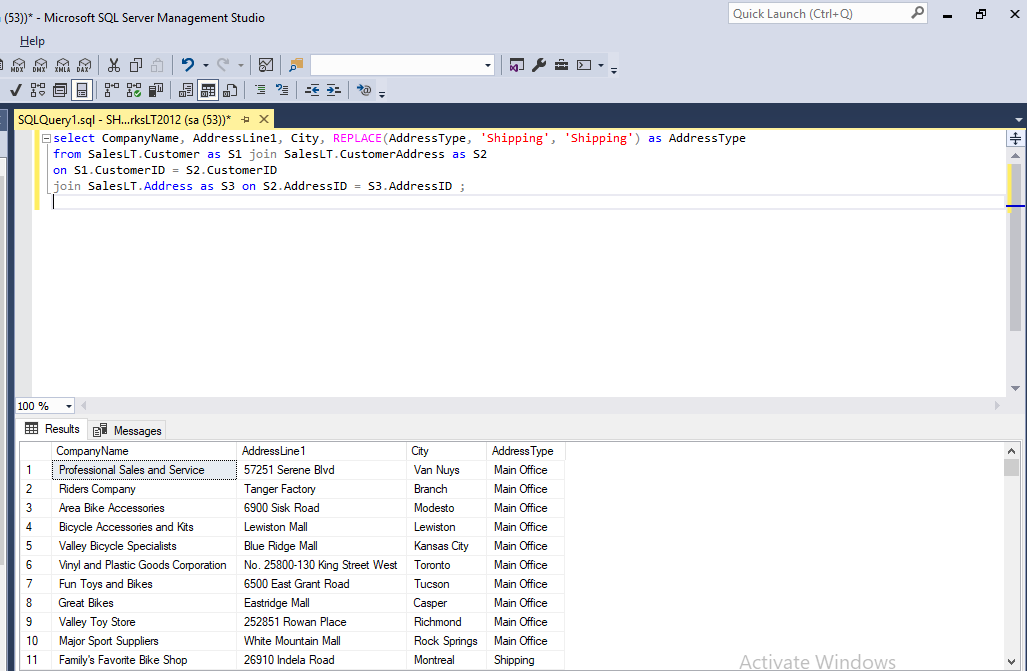 (53))* - Microsoft SQL Server Management Studio
Quick Launch (Ctrl+Q)
Help
MDX DMX XMLA DAX
SQLQuery1.sql - SH...rksLT2012 (sa (53))*
select CompanyName, AddressLine1, City, REPLACE(AddressType, 'Shipping', 'Shipping') as AddressType
from SalesLT.Customer as S1 join SalesLT.CustomerAddress as S2
on S1.CustomerID = S2.CustomerID
join SalesLT.Address as S3 on S2.AddressID = S3.AddressID ;
100 %
Results Messages
CompanyName AddressLine1 City AddressType
1 Professional Sales and Service 57251 Serene Blvd Van Nuys Main Office
2 Riders Company Tanger Factory Branch Main Office
3 Area Bike Accessories 6900 Sisk Road Modesto Main Office
4 Bicycle Accessories and Kits Lewiston Mall Lewiston Main Office
5 Valley Bicycle Specialists Blue Ridge Mall Kansas City Main Office
6 Vinyl and Plastic Goods Corporation No. 25800-130 King Street West Toronto Main Office
7 Fun Toys and Bikes 6500 East Grant Road Tucson Main Office
8 Great Bikes Eastridge Mall Casper Main Office
9 Valley Toy Store 252851 Rowan Place Richmond Main Office
10 Major Sport Suppliers White Mountain Mall Rock Springs Main Office
11 Family's Favorite Bike Shop 26910 Indela Road Montreal Shipping
Activate Windows